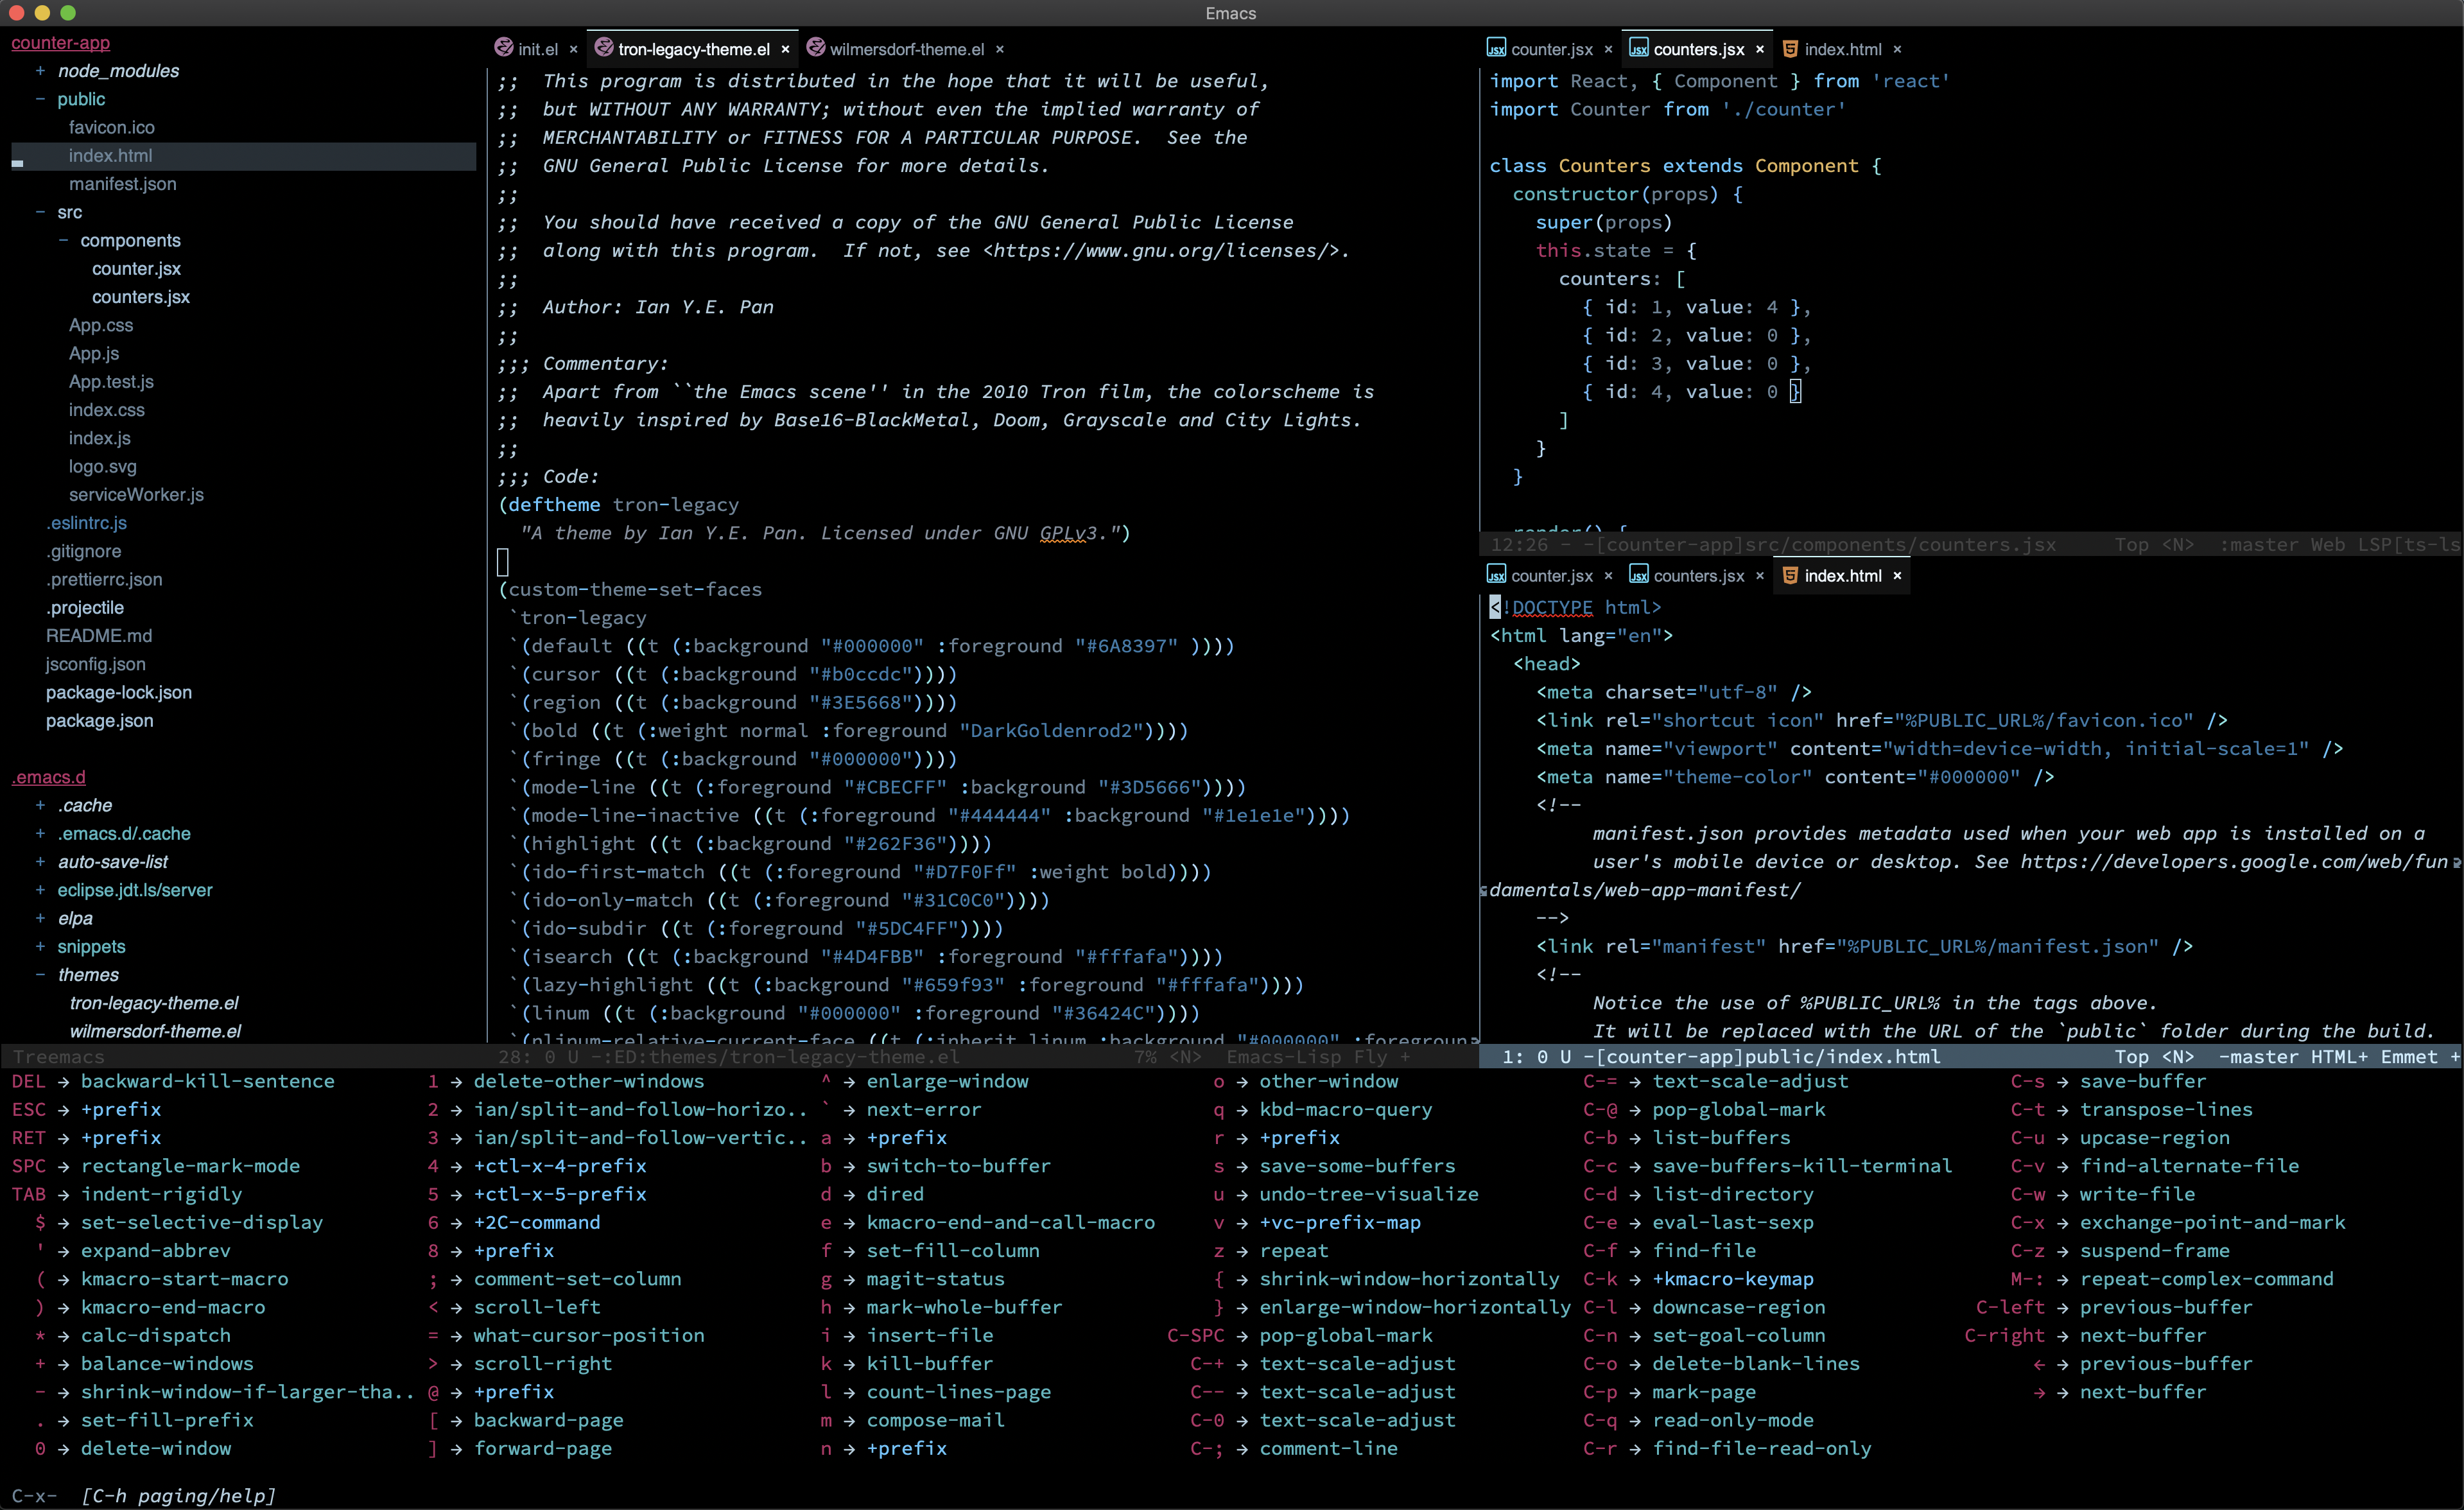 Emacs
counter-app
+ node_modules
− public
favicon.ico
index.html
manifest.json
− src
− components
counter.jsx
counters.jsx
App.css
App.js
App.test.js
index.css
index.js
logo.svg
serviceWorker.js
.eslintrc.js
.gitignore
.prettierrc.json
.projectile
README.md
jsconfig.json
package-lock.json
package.json
.emacs.d
+ .cache
+ .emacs.d/.cache
+ auto-save-list
+ eclipse.jdt.ls/server
+ elpa
+ snippets
− themes
tron-legacy-theme.el
wilmersdorf-theme.el
Treemacs
init.el × tron-legacy-theme.el × wilmersdorf-theme.el ×
;;  This program is distributed in the hope that it will be useful,
;;  but WITHOUT ANY WARRANTY; without even the implied warranty of
;;  MERCHANTABILITY or FITNESS FOR A PARTICULAR PURPOSE.  See the
;;  GNU General Public License for more details.
;;
;;  You should have received a copy of the GNU General Public License
;;  along with this program.  If not, see <https://www.gnu.org/licenses/>.
;;
;;  Author: Ian Y.E. Pan
;;
;;; Commentary:
;;  Apart from ``the Emacs scene'' in the 2010 Tron film, the colorscheme is
;;  heavily inspired by Base16-BlackMetal, Doom, Grayscale and City Lights.
;;
;;; Code:
(deftheme tron-legacy
  "A theme by Ian Y.E. Pan. Licensed under GNU GPLv3.")
(custom-theme-set-faces
 `tron-legacy
 `(default ((t (:background "#000000" :foreground "#6A8397" ))))
 `(cursor ((t (:background "#b0ccdc"))))
 `(region ((t (:background "#3E5668"))))
 `(bold ((t (:weight normal :foreground "DarkGoldenrod2"))))
 `(fringe ((t (:background "#000000"))))
 `(mode-line ((t (:foreground "#CBECFF" :background "#3D5666"))))
 `(mode-line-inactive ((t (:foreground "#444444" :background "#1e1e1e"))))
 `(highlight ((t (:background "#262F36"))))
 `(ido-first-match ((t (:foreground "#D7F0Ff" :weight bold))))
 `(ido-only-match ((t (:foreground "#31C0C0"))))
 `(ido-subdir ((t (:foreground "#5DC4FF"))))
 `(isearch ((t (:background "#4D4FBB" :foreground "#fffafa"))))
 `(lazy-highlight ((t (:background "#659f93" :foreground "#fffafa"))))
 `(linum ((t (:background "#000000" :foreground "#36424C"))))
 `(nlinum-relative-current-face ((t (:inherit linum :background "#000000" :foregroun
28: 0 U -:ED:themes/tron-legacy-theme.el 7% <N> Emacs-Lisp Fly +
counter.jsx × counters.jsx × index.html ×
import React, { Component } from 'react'
import Counter from './counter'
class Counters extends Component {
  constructor(props) {
    super(props)
    this.state = {
      counters: [
        { id: 1, value: 4 },
        { id: 2, value: 0 },
        { id: 3, value: 0 },
        { id: 4, value: 0 }
      ]
    }
  }
  render() {
12:26 - -[counter-app]src/components/counters.jsx Top <N> :master Web LSP[ts-ls
counter.jsx × counters.jsx × index.html ×
<!DOCTYPE html>
<html lang="en">
  <head>
    <meta charset="utf-8" />
    <link rel="shortcut icon" href="%PUBLIC_URL%/favicon.ico" />
    <meta name="viewport" content="width=device-width, initial-scale=1" />
    <meta name="theme-color" content="#000000" />
    <!--
         manifest.json provides metadata used when your web app is installed on a
         user's mobile device or desktop. See https://developers.google.com/web/fun
damentals/web-app-manifest/
    -->
    <link rel="manifest" href="%PUBLIC_URL%/manifest.json" />
    <!--
         Notice the use of %PUBLIC_URL% in the tags above.
         It will be replaced with the URL of the `public` folder during the build.
1: 0 U -[counter-app]public/index.html Top <N> -master HTML+ Emmet +
DEL → backward-kill-sentence 1 → delete-other-windows ^ → enlarge-window o → other-window C-= → text-scale-adjust C-s → save-buffer
ESC → +prefix 2 → ian/split-and-follow-horizo.. ` → next-error q → kbd-macro-query C-@ → pop-global-mark C-t → transpose-lines
RET → +prefix 3 → ian/split-and-follow-vertic.. a → +prefix r → +prefix C-b → list-buffers C-u → upcase-region
SPC → rectangle-mark-mode 4 → +ctl-x-4-prefix b → switch-to-buffer s → save-some-buffers C-c → save-buffers-kill-terminal C-v → find-alternate-file
TAB → indent-rigidly 5 → +ctl-x-5-prefix d → dired u → undo-tree-visualize C-d → list-directory C-w → write-file
$ → set-selective-display 6 → +2C-command e → kmacro-end-and-call-macro v → +vc-prefix-map C-e → eval-last-sexp C-x → exchange-point-and-mark
' → expand-abbrev 8 → +prefix f → set-fill-column z → repeat C-f → find-file C-z → suspend-frame
( → kmacro-start-macro ; → comment-set-column g → magit-status { → shrink-window-horizontally C-k → +kmacro-keymap M-: → repeat-complex-command
) → kmacro-end-macro < → scroll-left h → mark-whole-buffer } → enlarge-window-horizontally C-l → downcase-region C-left → previous-buffer
* → calc-dispatch = → what-cursor-position i → insert-file C-SPC → pop-global-mark C-n → set-goal-column C-right → next-buffer
+ → balance-windows > → scroll-right k → kill-buffer C-+ → text-scale-adjust C-o → delete-blank-lines ← → previous-buffer
- → shrink-window-if-larger-tha.. @ → +prefix l → count-lines-page C-- → text-scale-adjust C-p → mark-page → → next-buffer
. → set-fill-prefix [ → backward-page m → compose-mail C-0 → text-scale-adjust C-q → read-only-mode
0 → delete-window ] → forward-page n → +prefix C-; → comment-line C-r → find-file-read-only
C-x-  [C-h paging/help]